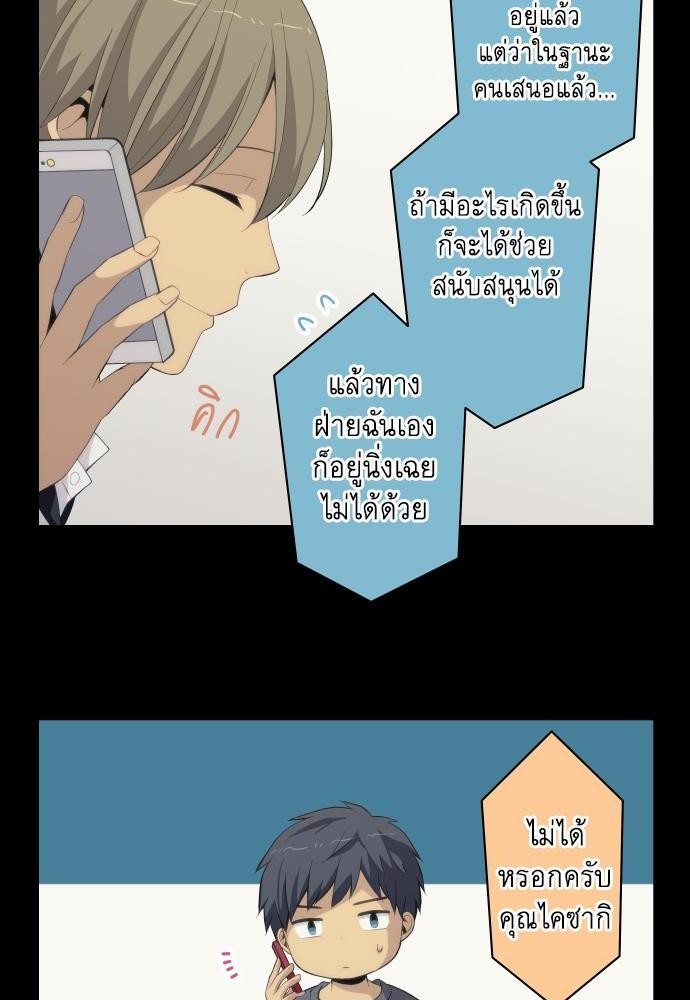 อยู่แล้ว
แต่ว่าในฐานะ
คนเสนอแล้ว...
ถ้ามีอะไรเกิดขึ้น
ก็จะได้ช่วย
สนับสนุนได้
แล้วทาง
ฝ่ายฉันเอง
ก็อยู่นิ่งเฉย
ไม่ได้ด้วย
คิก
ไม่ได้
หรอกครับ
คุณไคซากิ